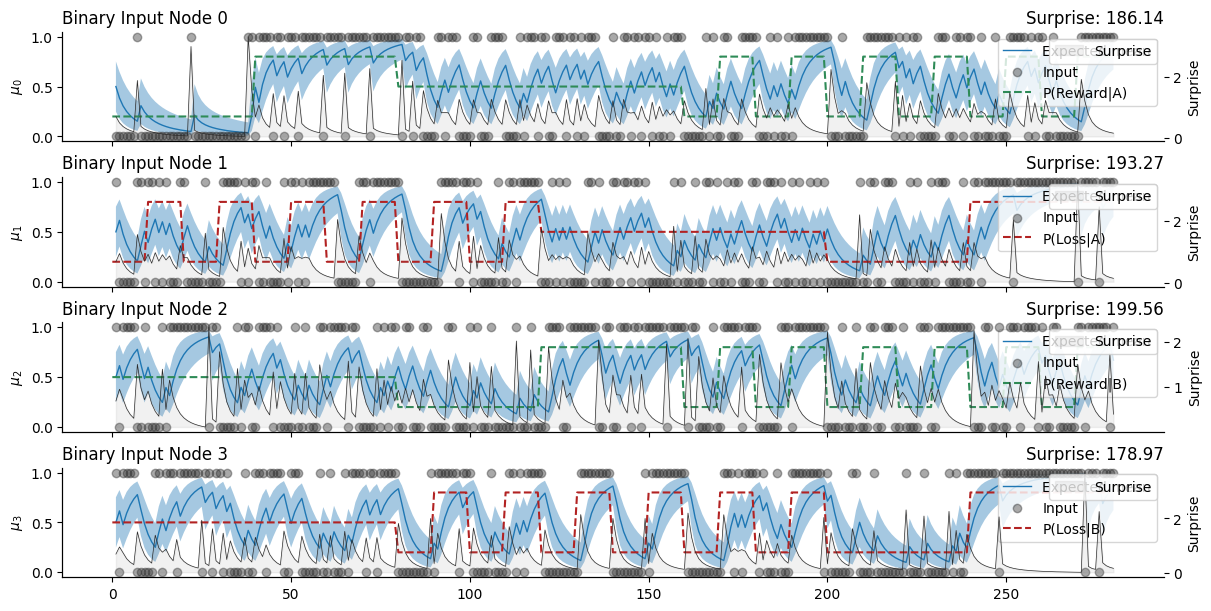 Binary Input Node 0 Surprise: 186.14
1.0
0.5
0.0
μ0
2
0
Surprise
Surprise
Input
P(Reward|A)
Binary Input Node 1 Surprise: 193.27
1.0
0.5
0.0
μ1
2
0
Surprise
Surprise
Input
P(Loss|A)
Binary Input Node 2 Surprise: 199.56
1.0
0.5
0.0
μ2
2
1
Surprise
Surprise
Input
P(Reward|B)
Binary Input Node 3 Surprise: 178.97
1.0
0.5
0.0
μ3
2
0
Surprise
Surprise
Input
P(Loss|B)
0 50 100 150 200 250